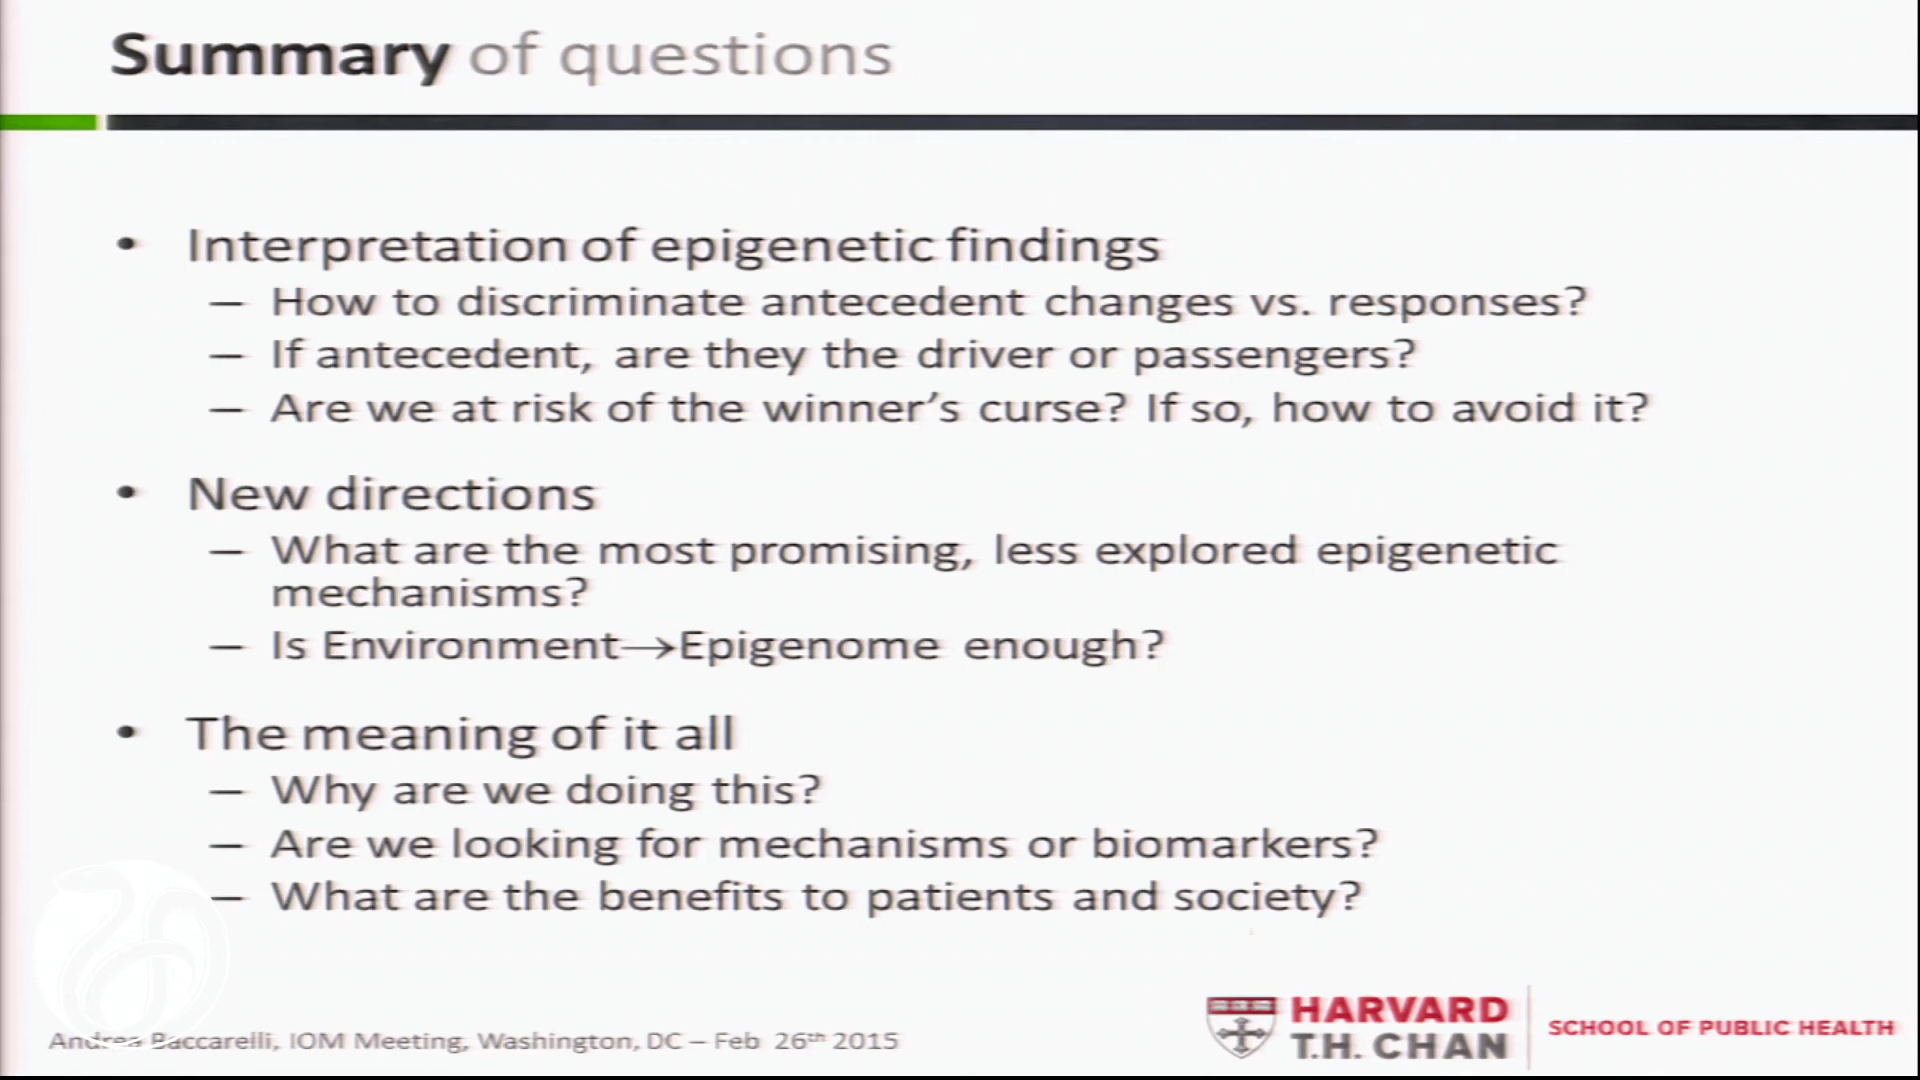 Summary of questions
• Interpretation of epigenetic findings
– How to discriminate antecedent changes vs. responses?
– If antecedent, are they the driver or passengers?
– Are we at risk of the winner’s curse? If so, how to avoid it?
• New directions
– What are the most promising, less explored epigenetic
mechanisms?
– Is Environment→Epigenome enough?
• The meaning of it all
– Why are we doing this?
– Are we looking for mechanisms or biomarkers?
– What are the benefits to patients and society?
Andrea Baccarelli, IOM Meeting, Washington, DC – Feb 26th 2015
HARVARD
T.H. CHAN
SCHOOL OF PUBLIC HEALTH